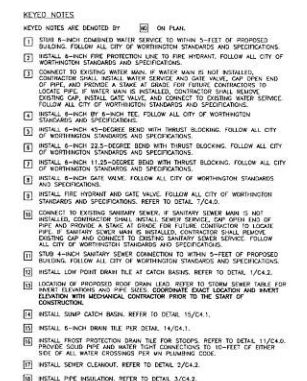 KEYED NOTES
KEYED NOTES ARE DENOTED BY NO ON PLAN.
1 STUB 6-INCH COMBINED WATER SERVICE TO WITHIN 5-FEET OF PROPOSED
BUILDING. FOLLOW ALL CITY OF WORTHINGTON STANDARDS AND SPECIFICATIONS.
2 INSTALL 6-INCH FIRE PROTECTION LINE TO FIRE HYDRANT. FOLLOW ALL CITY OF
WORTHINGTON STANDARDS AND SPECIFICATIONS.
3 CONNECT TO EXISTING WATER MAIN. IF WATER MAIN IS NOT INSTALLED,
CONTRACTOR SHALL INSTALL WATER SERVICE AND GATE VALVE, CAP OPEN END
OF PIPE, AND PROVIDE A STAKE AT GRADE FOR FUTURE CONTRACTORS TO
LOCATE PIPE. IF WATER MAIN IS INSTALLED, CONTRACTOR SHALL REMOVE
EXISTING CAP, INSTALL GATE VALVE, AND CONNECT TO EXISTING WATER SERVICE.
FOLLOW ALL CITY OF WORTHINGTON STANDARDS AND SPECIFICATIONS.
4 INSTALL 6-INCH BY 6-INCH TEE. FOLLOW ALL CITY OF WORTHINGTON
STANDARDS AND SPECIFICATIONS.
5 INSTALL 6-INCH 45-DEGREE BEND WITH THRUST BLOCKING. FOLLOW ALL CITY
OF WORTHINGTON STANDARDS AND SPECIFICATIONS.
6 INSTALL 6-INCH 22.5-DEGREE BEND WITH THRUST BLOCKING. FOLLOW ALL CITY
OF WORTHINGTON STANDARDS AND SPECIFICATIONS.
7 INSTALL 6-INCH 11.25-DEGREE BEND WITH THRUST BLOCKING. FOLLOW ALL CITY
OF WORTHINGTON STANDARDS AND SPECIFICATIONS.
8 INSTALL 6-INCH GATE VALVE. FOLLOW ALL CITY OF WORTHINGTON STANDARDS
AND SPECIFICATIONS.
9 INSTALL FIRE HYDRANT AND GATE VALVE. FOLLOW ALL CITY OF WORTHINGTON
STANDARDS AND SPECIFICATIONS. REFER TO DETAIL 7/C4.0.
10 CONNECT TO EXISTING SANITARY SEWER. IF SANITARY SEWER MAIN IS NOT
INSTALLED, CONTRACTOR SHALL INSTALL SEWER SERVICE, CAP OPEN END OF
PIPE AND PROVIDE A STAKE AT GRADE FOR FUTURE CONTRACTOR TO LOCATE
PIPE. IF SANITARY SEWER MAIN IS INSTALLED, CONTRACTOR SHALL REMOVE
EXISTING CAP AND CONNECT TO EXISTING SANITARY SEWER SERVICE. FOLLOW
ALL CITY OF WORTHINGTON STANDARDS AND SPECIFICATIONS.
11 STUB 4-INCH SANITARY SEWER CONNECTION TO WITHIN 5-FEET OF PROPOSED
BUILDING. FOLLOW ALL CITY OF WORTHINGTON STANDARDS AND SPECIFICATIONS.
12 INSTALL LOW POINT DRAIN TILE AT CATCH BASINS. REFER TO DETAIL 1/C4.2.
13 LOCATION OF PROPOSED ROOF DRAIN LEAD. REFER TO STORM SEWER TABLE FOR
INVERT ELEVATIONS AND PIPE SIZES. COORDINATE EXACT LOCATION AND INVERT
ELEVATION WITH MECHANICAL CONTRACTOR PRIOR TO THE START OF
CONSTRUCTION.
14 INSTALL SUMP CATCH BASIN. REFER TO DETAIL 15/C4.1.
15 INSTALL 6-INCH DRAIN TILE PER DETAIL 14/C4.1.
16 INSTALL FROST PROTECTION DRAIN TILE FOR STOOPS. REFER TO DETAIL 11/C4.0.
PROVIDE SOLID PIPE AND WATER TIGHT CONNECTIONS TO 10-FEET OF EITHER
SIDE OF ALL WATER CROSSINGS PER MN PLUMBING CODE.
17 INSTALL SEWER CLEANOUT. REFER TO DETAIL 2/C4.2.
18 INSTALL PIPE INSULATION. REFER TO DETAIL 3/C4.2.